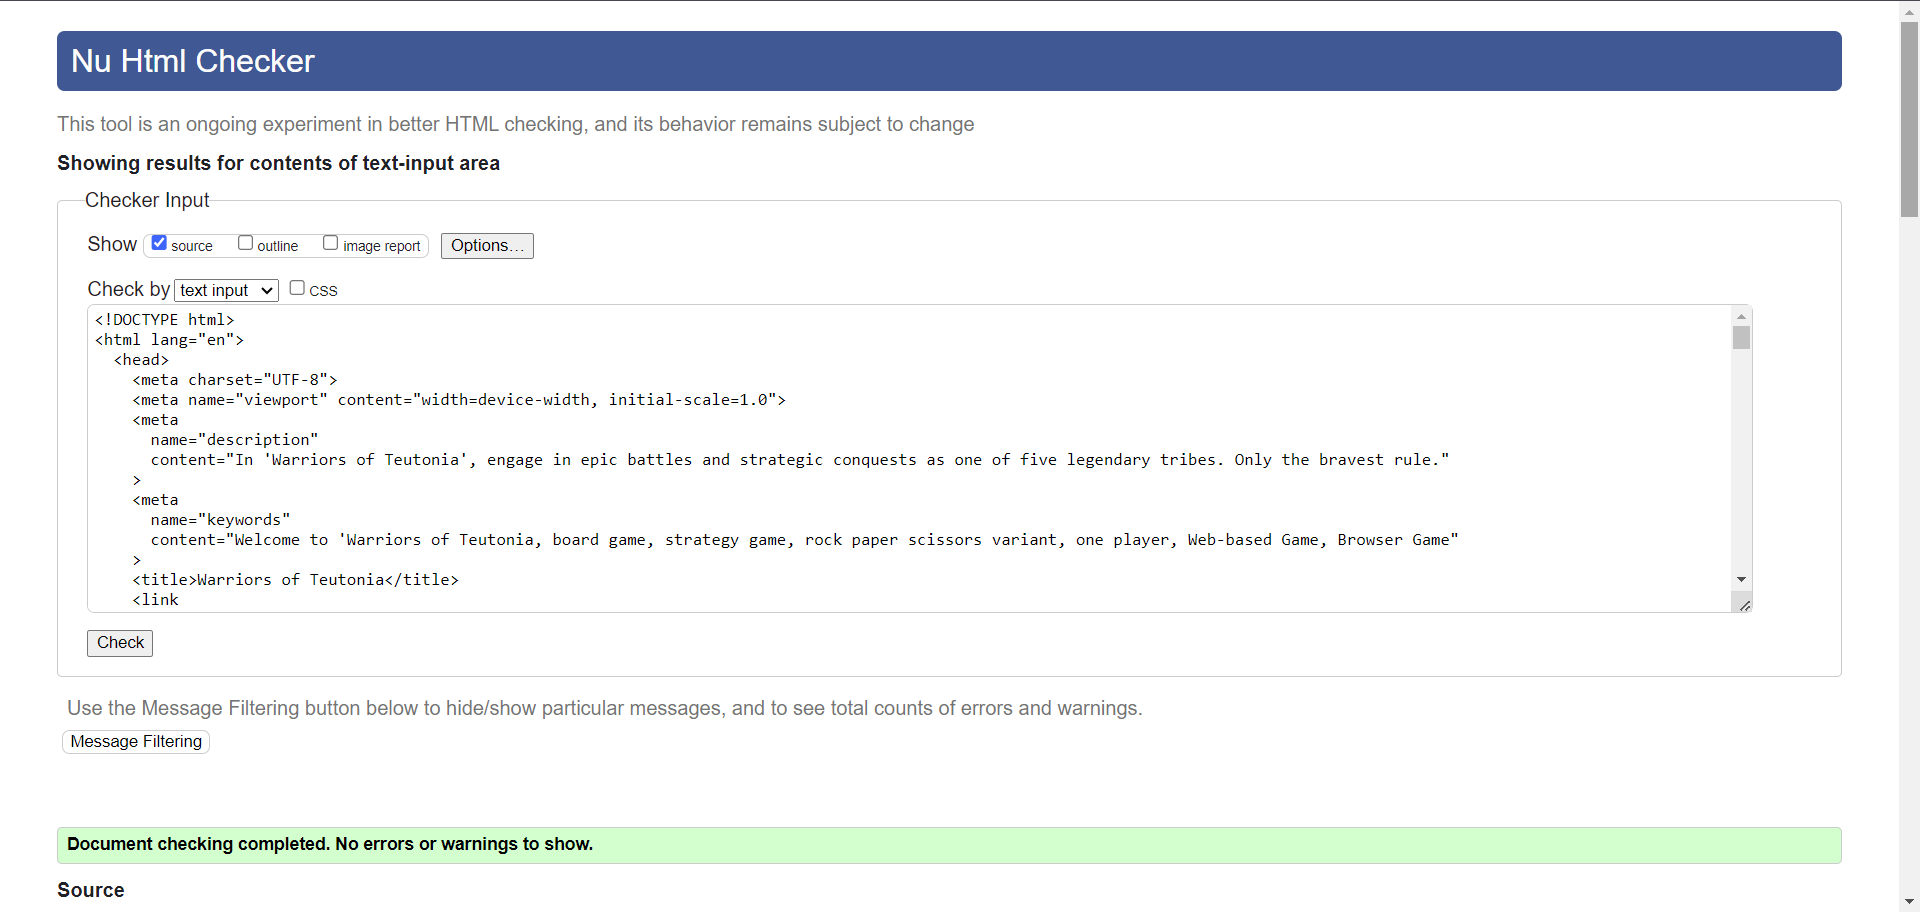 Nu Html Checker
This tool is an ongoing experiment in better HTML checking, and its behavior remains subject to change
Showing results for contents of text-input area
Checker Input
Show source outline image report Options...
Check by text input CSS
<!DOCTYPE html>
<html lang="en">
  <head>
    <meta charset="UTF-8">
    <meta name="viewport" content="width=device-width, initial-scale=1.0">
    <meta
      name="description"
      content="In 'Warriors of Teutonia', engage in epic battles and strategic conquests as one of five legendary tribes. Only the bravest rule."
    >
    <meta
      name="keywords"
      content="Welcome to 'Warriors of Teutonia, board game, strategy game, rock paper scissors variant, one player, Web-based Game, Browser Game"
    >
    <title>Warriors of Teutonia</title>
    <link
Check
Use the Message Filtering button below to hide/show particular messages, and to see total counts of errors and warnings.
Message Filtering
Document checking completed. No errors or warnings to show.
Source